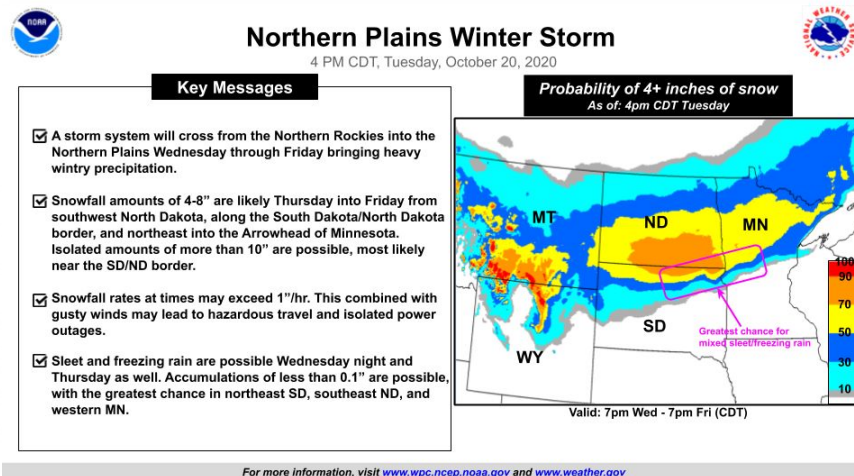 NOAA
NATIONAL WEATHER SERVICE
Northern Plains Winter Storm
4 PM CDT, Tuesday, October 20, 2020
Key Messages
A storm system will cross from the Northern Rockies into the
Northern Plains Wednesday through Friday bringing heavy
wintry precipitation.
Snowfall amounts of 4-8” are likely Thursday into Friday from
southwest North Dakota, along the South Dakota/North Dakota
border, and northeast into the Arrowhead of Minnesota.
Isolated amounts of more than 10” are possible, most likely
near the SD/ND border.
Snowfall rates at times may exceed 1”/hr. This combined with
gusty winds may lead to hazardous travel and isolated power
outages.
Sleet and freezing rain are possible Wednesday night and
Thursday as well. Accumulations of less than 0.1” are possible,
with the greatest chance in northeast SD, southeast ND, and
western MN.
Probability of 4+ inches of snow
As of: 4pm CDT Tuesday
MT
ND
MN
SD
WY
Greatest chance for
mixed sleet/freezing rain
100
90
70
50
30
10
Valid: 7pm Wed - 7pm Fri (CDT)
For more information, visit www.wpc.ncep.noaa.gov and www.weather.gov